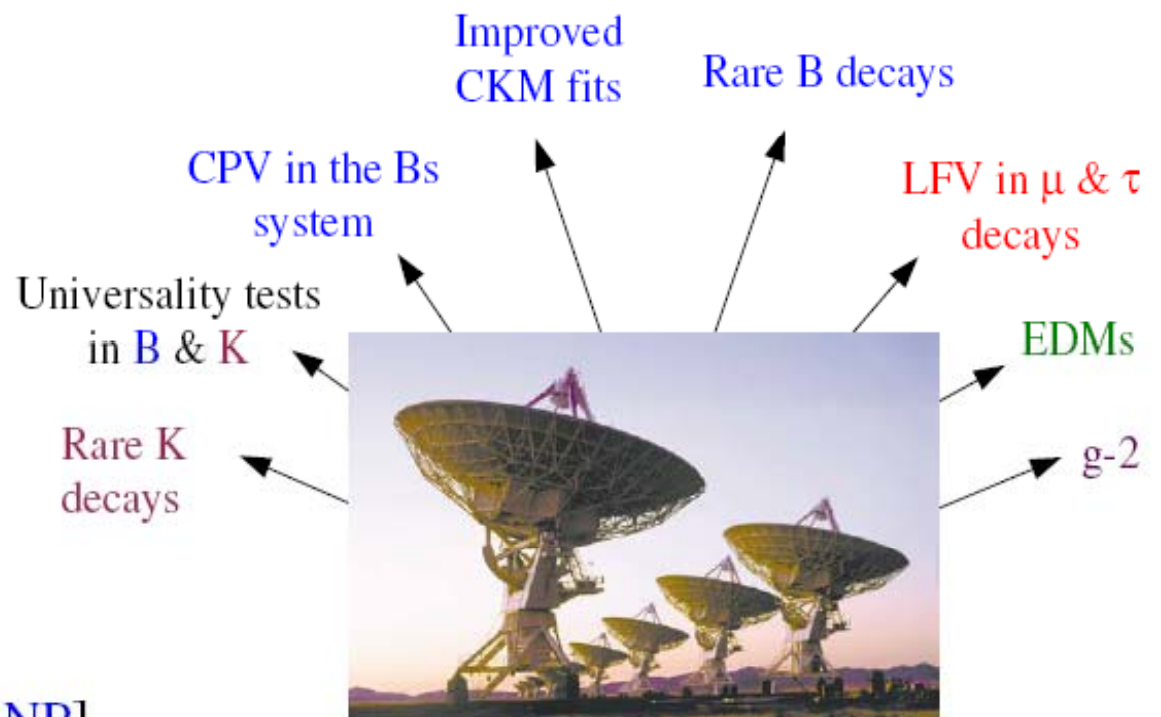 Improved
CKM fits
Rare B decays
CPV in the Bs
system
LFV in μ & τ
decays
Universality tests
in B & K
EDMs
Rare K
decays
g-2